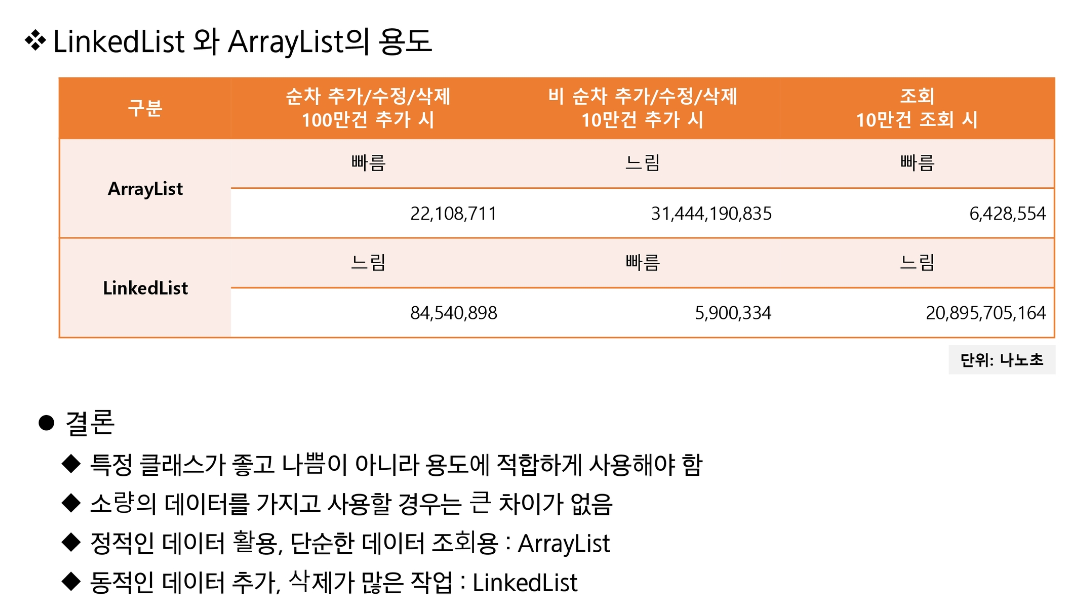 ❖ LinkedList 와 ArrayList의 용도
구분
순차 추가/수정/삭제
100만건 추가 시
비 순차 추가/수정/삭제
10만건 추가 시
조회
10만건 조회 시
ArrayList
빠름
느림
빠름
22,108,711
31,444,190,835
6,428,554
LinkedList
느림
빠름
느림
84,540,898
5,900,334
20,895,705,164
단위: 나노초
● 결론
◆ 특정 클래스가 좋고 나쁨이 아니라 용도에 적합하게 사용해야 함
◆ 소량의 데이터를 가지고 사용할 경우는 큰 차이가 없음
◆ 정적인 데이터 활용, 단순한 데이터 조회용 : ArrayList
◆ 동적인 데이터 추가, 삭제가 많은 작업 : LinkedList